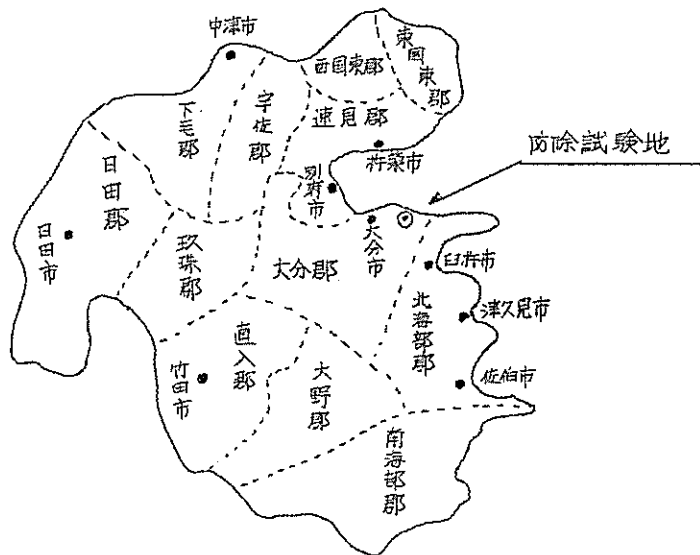 中津市
西国東郡
東国東郡
下毛郡
宇佐郡
速見郡
防除試験地
杵築市
日田郡
別府市
日田市
玖珠郡
大分郡
大分市
臼杵市
北海部郡
津久見市
直入郡
竹田市
大野郡
佐伯市
南海部郡